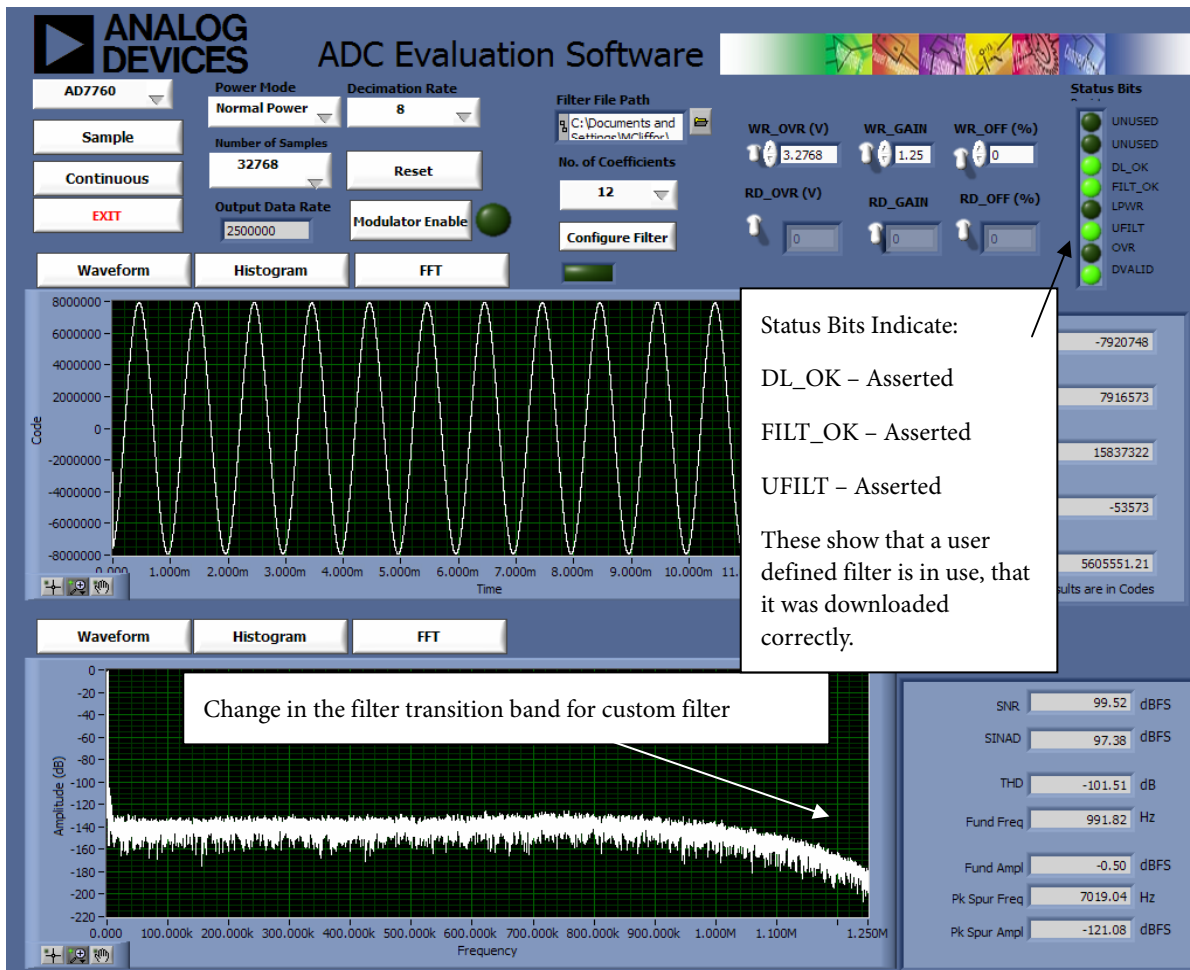 ANALOG
DEVICES
ADC Evaluation Software
AD7760
Power Mode
Decimation Rate
Normal Power
8
Filter File Path
C:\Documents and
Status Bits
Sample
Number of Samples
32768
Reset
No. of Coefficients
12
WR_OVR (V)
WR_GAIN
WR_OFF (%)
3.2768
1.25
0
Continuous
EXIT
Output Data Rate
2500000
Modulator Enable
Configure Filter
RD_OVR (V)
RD_GAIN
RD_OFF (%)
0
0
0
UNUSED
UNUSED
DL_OK
FILT_OK
LPWR
UFILT
OVR
DVALID
Waveform
Histogram
FFT
8000000
6000000
4000000
2000000
0
-2000000
-4000000
-6000000
-8000000
Code
1.000m 2.000m 3.000m 4.000m 5.000m 6.000m 7.000m 8.000m 9.000m 10.000m 11.
Time
Status Bits Indicate:
DL_OK – Asserted
FILT_OK – Asserted
UFILT – Asserted
These show that a user
defined filter is in use, that
it was downloaded
correctly.
-7920748
7916573
15837322
-53573
5605551.21
are in Codes
Waveform
Histogram
FFT
Change in the filter transition band for custom filter
0
-20
-40
-60
-80
-100
-120
-140
-160
-180
-200
-220
Amplitude (dB)
0.000 100.000k 200.000k 300.000k 400.000k 500.000k 600.000k 700.000k 800.000k 900.000k 1.000M 1.100M 1.250M
Frequency
SNR 99.52 dBFS
SINAD 97.38 dBFS
THD -101.51 dB
Fund Freq 991.82 Hz
Fund Ampl -0.50 dBFS
Pk Spur Freq 7019.04 Hz
Pk Spur Ampl -121.08 dBFS